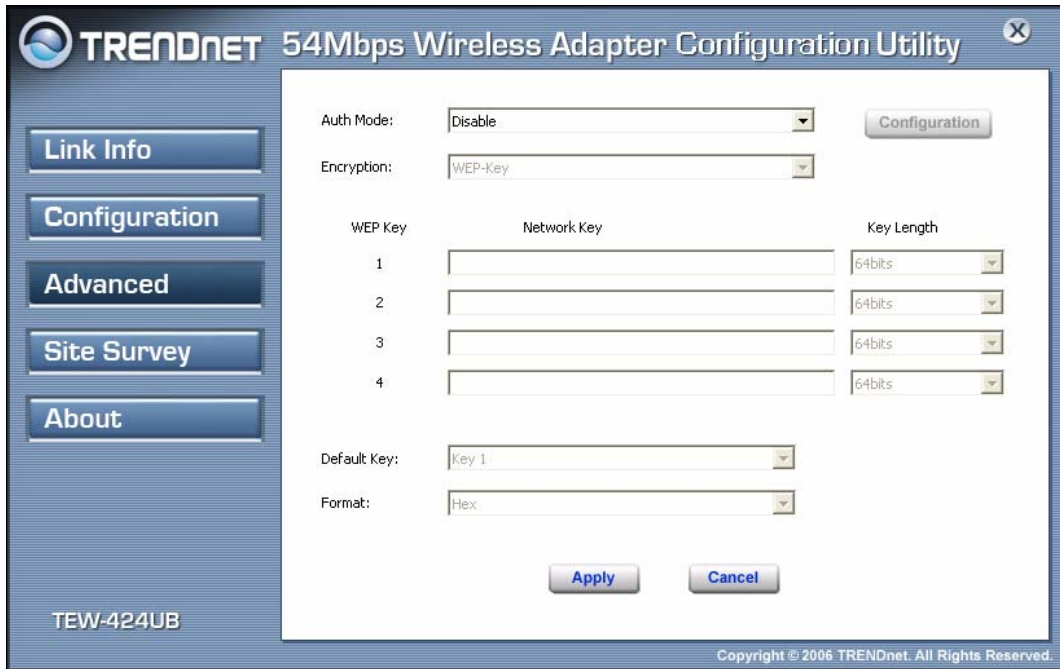 TRENDnet 54Mbps Wireless Adapter Configuration Utility X
Link Info
Configuration
Advanced
Site Survey
About
TEW-424UB
Auth Mode: Disable Configuration
Encryption: WEP-Key
WEP Key Network Key Key Length
1 64bits
2 64bits
3 64bits
4 64bits
Default Key: Key 1
Format: Hex
Apply Cancel
Copyright © 2006 TRENDnet. All Rights Reserved.